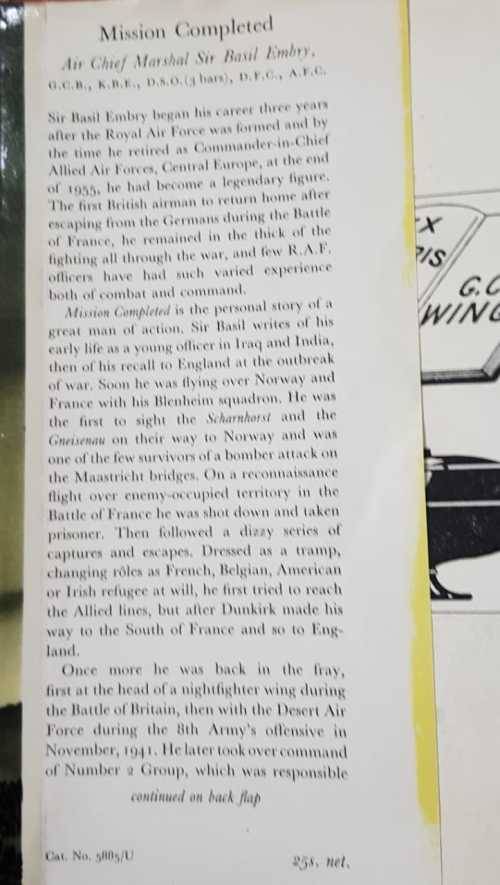 Mission Completed
Air Chief Marshal Sir Basil Embry,
G.C.B., K.B.E., D.S.O. (3 bars), D.F.C., A.F.C.
Sir Basil Embry began his career three years
after the Royal Air Force was formed and by
the time he retired as Commander-in-Chief
Allied Air Forces, Central Europe, at the end
of 1955, he had become a legendary figure.
The first British airman to return home after
escaping from the Germans during the Battle
of France, he remained in the thick of the
fighting all through the war, and few R.A.F.
officers have had such varied experience
both of combat and command.
Mission Completed is the personal story of a
great man of action. Sir Basil writes of his
early life as a young officer in Iraq and India,
then of his recall to England at the outbreak
of war. Soon he was flying over Norway and
France with his Blenheim squadron. He was
the first to sight the Scharnhorst and the
Gneisenau on their way to Norway and was
one of the few survivors of a bomber attack on
the Maastricht bridges. On a reconnaissance
flight over enemy-occupied territory in the
Battle of France he was shot down and taken
prisoner. Then followed a dizzy series of
captures and escapes. Dressed as a tramp,
changing rôles as French, Belgian, American
or Irish refugee at will, he first tried to reach
the Allied lines, but after Dunkirk made his
way to the South of France and so to Eng-
land.
Once more he was back in the fray,
first at the head of a nightfighter wing during
the Battle of Britain, then with the Desert Air
Force during the 8th Army's offensive in
November, 1941. He later took over command
of Number 2 Group, which was responsible
continued on back flap
Cat. No. 5885/U
25s. net.
EX
IS
G.C
WING